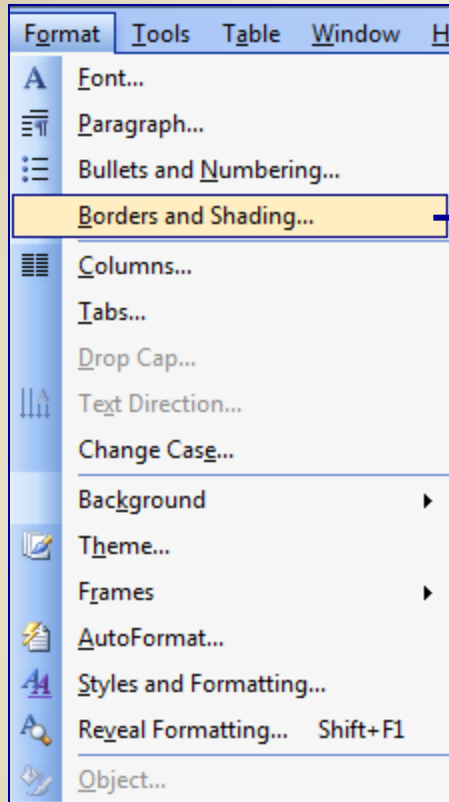 Format Tools Table Window H
Font...
Paragraph...
Bullets and Numbering...
Borders and Shading...
Columns...
Tabs...
Drop Cap...
Text Direction...
Change Case...
Background
Theme...
Frames
AutoFormat...
Styles and Formatting...
Reveal Formatting... Shift+F1
Object...